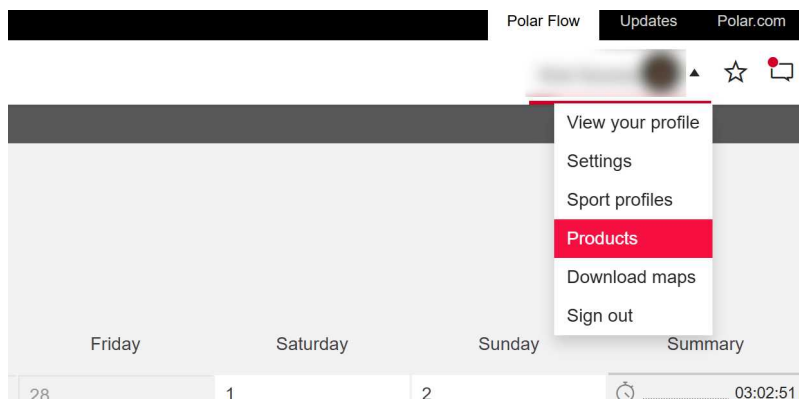 Polar Flow Updates Polar.com
View your profile
Settings
Sport profiles
Products
Download maps
Sign out
Friday Saturday Sunday Summary
28 1 2 03:02:51